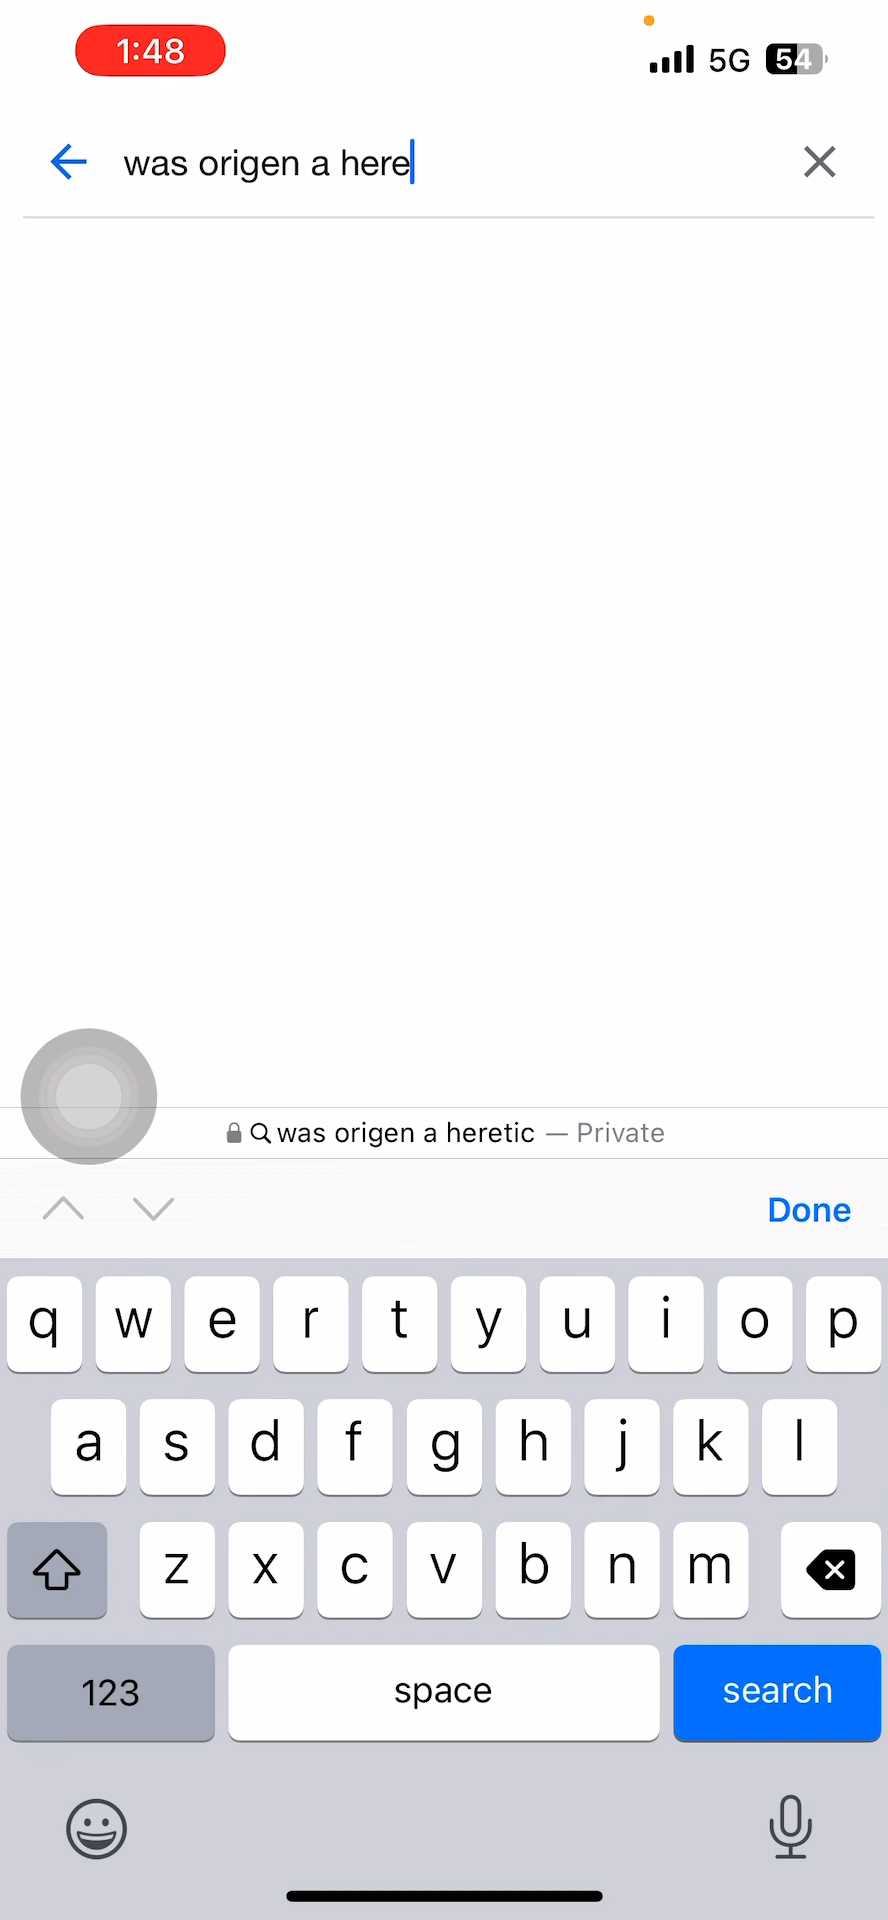 1:48
5G 54
was origen a here
was origen a heretic — Private
Done
q w e r t y u i o p
a s d f g h j k l
z x c v b n m
123 space search